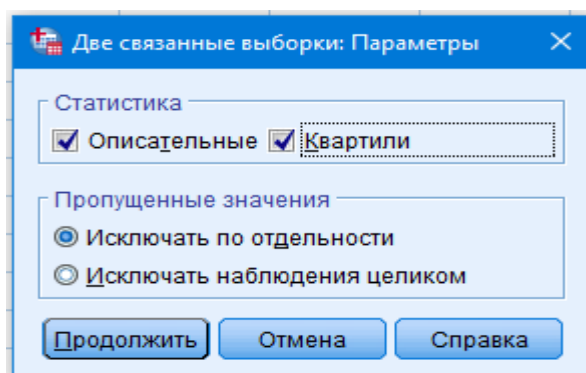 Две связанные выборки: Параметры
Статистика
Описательные Квартили
Пропущенные значения
Исключать по отдельности
Исключать наблюдения целиком
Продолжить Отмена Справка